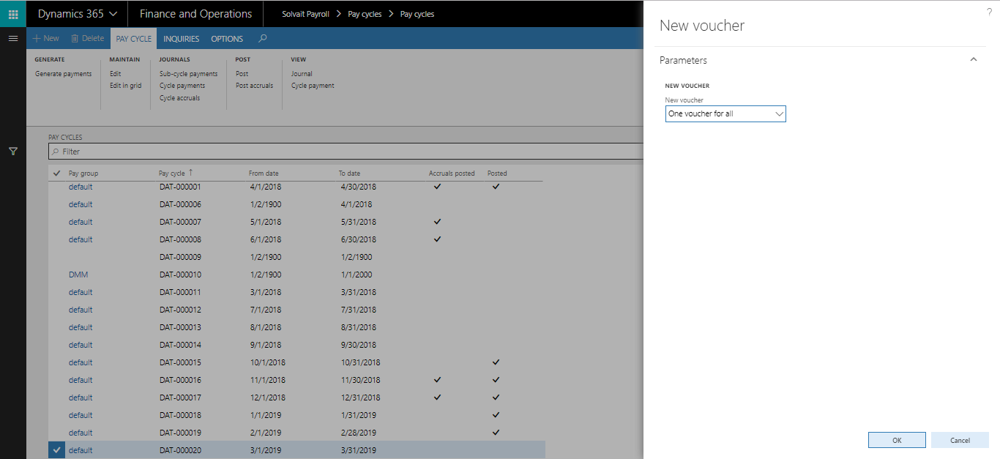 Dynamics 365 Finance and Operations Solvait Payroll > Pay cycles > Pay cycles
New Delete PAY CYCLE INQUIRIES OPTIONS
GENERATE
Generate payments
MAINTAIN
Edit
Edit in grid
JOURNALS
Sub-cycle payments
Cycle payments
Cycle accruals
POST
Post
Post accruals
VIEW
Journal
Cycle payment
PAY CYCLES
Filter
Pay group Pay cycle ↑ From date To date Accruals posted Posted
default DAT-000001 4/1/2018 4/30/2018 ✓ ✓
default DAT-000006 1/2/1900 4/1/2018
default DAT-000007 5/1/2018 5/31/2018 ✓
default DAT-000008 6/1/2018 6/30/2018 ✓
DAT-000009 1/2/1900 1/2/1900
DMM DAT-000010 1/2/1900 1/1/2000
default DAT-000011 3/1/2018 3/31/2018
default DAT-000012 7/1/2018 7/31/2018
default DAT-000013 8/1/2018 8/31/2018
default DAT-000014 9/1/2018 9/30/2018
default DAT-000015 10/1/2018 10/31/2018 ✓
default DAT-000016 11/1/2018 11/30/2018 ✓ ✓
default DAT-000017 12/1/2018 12/31/2018 ✓ ✓
default DAT-000018 1/1/2019 1/31/2019 ✓
default DAT-000019 2/1/2019 2/28/2019 ✓
default DAT-000020 3/1/2019 3/31/2019
?
New voucher
Parameters
NEW VOUCHER
New voucher
One voucher for all
OK Cancel